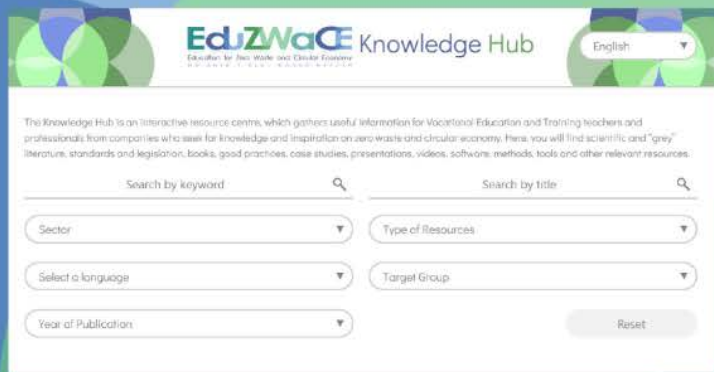 EduZWaCE Knowledge Hub
English
Education for Zero Waste and Circular Economy
The Knowledge Hub is an interactive resource centre, which gathers useful information for Vocational Education and Training teachers and
professionals from companies who seek for knowledge and inspiration on zero waste and circular economy. Here, you will find scientific and "grey"
literature, standards and legislation, books, good practices, case studies, presentations, videos, software, methods, tools and other relevant resources.
Search by keyword
Search by title
Sector
Type of Resources
Select a language
Target Group
Year of Publication
Reset